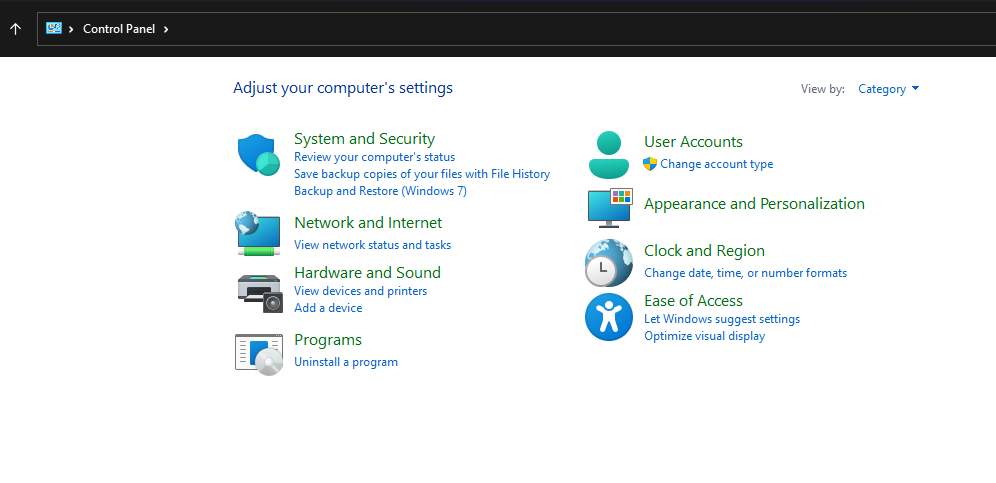 Control Panel
Adjust your computer's settings
View by: Category
System and Security
Review your computer's status
Save backup copies of your files with File History
Backup and Restore (Windows 7)
Network and Internet
View network status and tasks
Hardware and Sound
View devices and printers
Add a device
Programs
Uninstall a program
User Accounts
Change account type
Appearance and Personalization
Clock and Region
Change date, time, or number formats
Ease of Access
Let Windows suggest settings
Optimize visual display